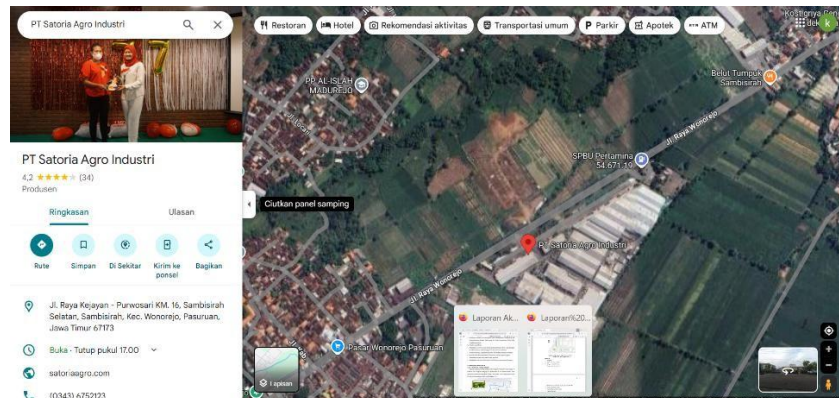 PT Satoria Agro Industri
Restoran
Hotel
Rekomendasi aktivitas
Transportasi umum
P Parkir
Apotek
ATM
k
PP AL-ISLAH
MADUREJO
Belut Tumpuk
Sambisirah
Jl. Raya Wonorejo
SPBU Pertamina
54.671.19
PT Satoria Agro Industri
4,2 (34)
Produsen
Ciutkan panel samping
Ringkasan
Ulasan
PT Satoria Agro Industri
Rute
Simpan
Di Sekitar
Kirim ke
ponsel
Bagikan
Jl. Raya Wonorejo
Jl. Raya Kejayan - Purwosari KM. 16, Sambisirah
Selatan, Sambisirah, Kec. Wonorejo, Pasuruan,
Jawa Timur 67173
Laporan Ak...
Laporan%20...
Buka · Tutup pukul 17.00
Pasar Wonorejo Pasuruan
satoriaagro.com
Lapisan
(0343) 6752123